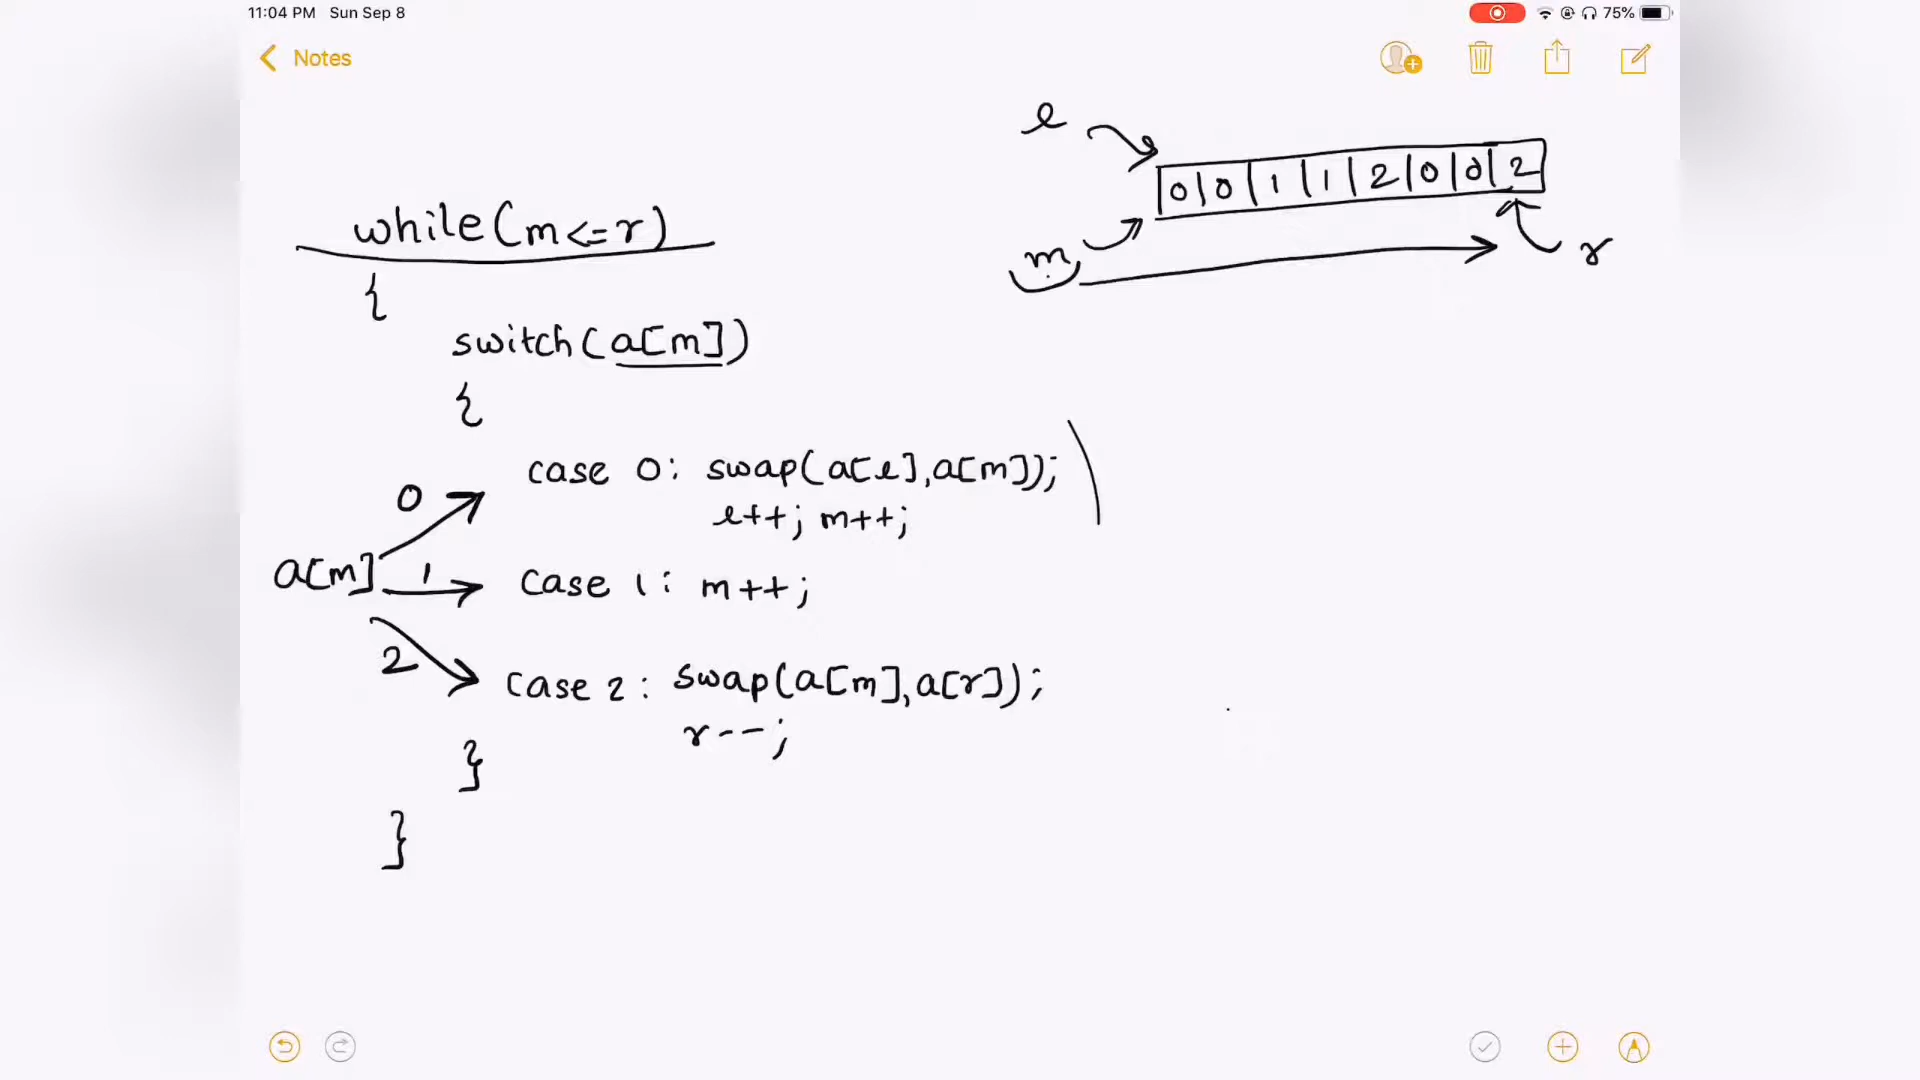 11:04 PM Sun Sep 8
75%
Notes
l
0|0|1|1|2|0|0|2
m
r
while(m<=r)
{
switch(a[m])
{
case 0: swap(a[l],a[m]);
l++; m++;
0
a[m]
1
case 1: m++;
2
case 2: swap(a[m],a[r]);
r--;
}
}